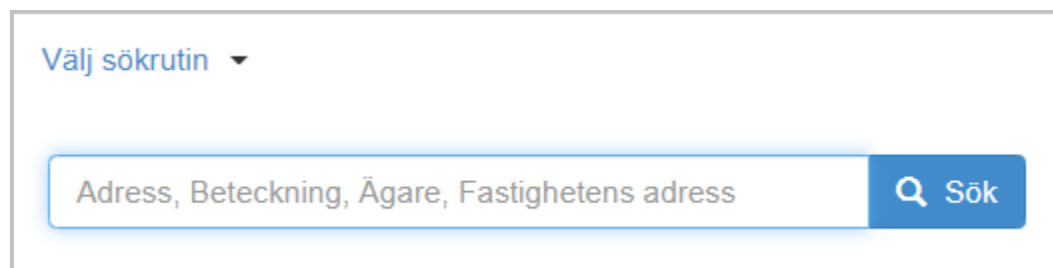 Välj sökrutin
Adress, Beteckning, Ägare, Fastighetens adress
Sök